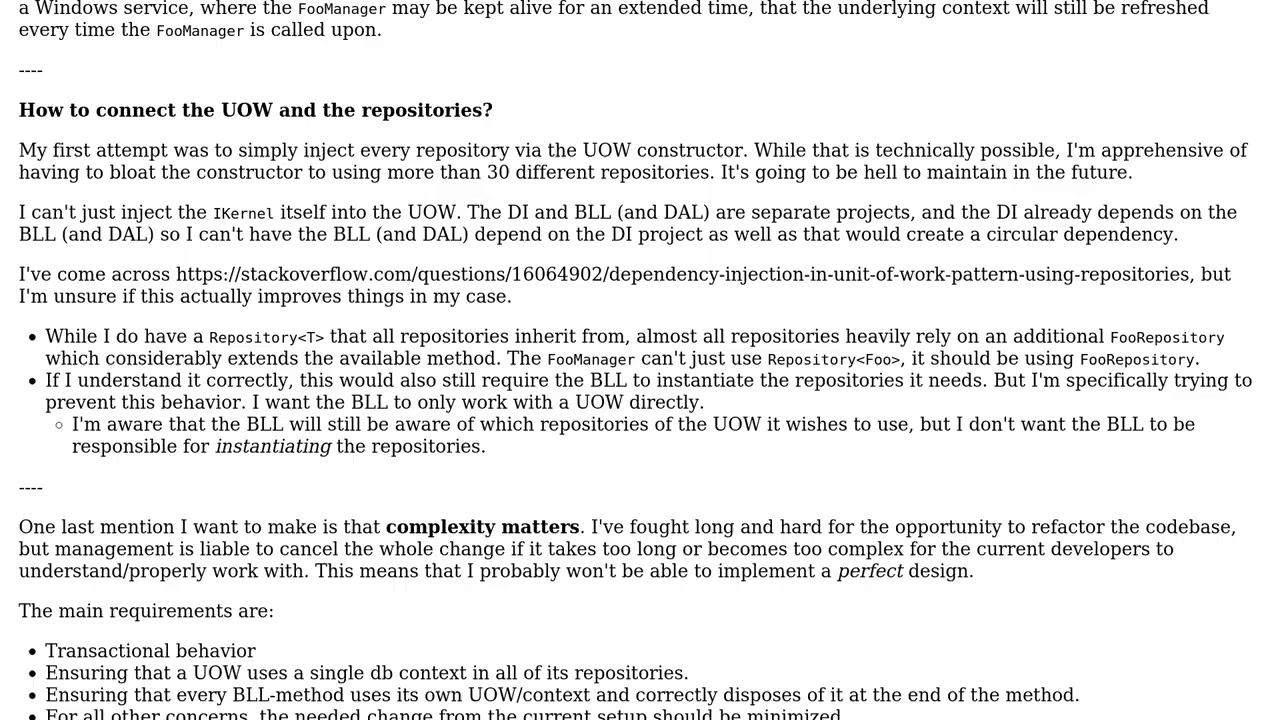 a Windows service, where the FooManager may be kept alive for an extended time, that the underlying context will still be refreshed
every time the FooManager is called upon.
----
How to connect the UOW and the repositories?
My first attempt was to simply inject every repository via the UOW constructor. While that is technically possible, I'm apprehensive of
having to bloat the constructor to using more than 30 different repositories. It's going to be hell to maintain in the future.
I can't just inject the IKernel itself into the UOW. The DI and BLL (and DAL) are separate projects, and the DI already depends on the
BLL (and DAL) so I can't have the BLL (and DAL) depend on the DI project as well as that would create a circular dependency.
I've come across https://stackoverflow.com/questions/16064902/dependency-injection-in-unit-of-work-pattern-using-repositories, but
I'm unsure if this actually improves things in my case.
• While I do have a Repository<T> that all repositories inherit from, almost all repositories heavily rely on an additional FooRepository
which considerably extends the available method. The FooManager can't just use Repository<Foo>, it should be using FooRepository.
• If I understand it correctly, this would also still require the BLL to instantiate the repositories it needs. But I'm specifically trying to
prevent this behavior. I want the BLL to only work with a UOW directly.
◦ I'm aware that the BLL will still be aware of which repositories of the UOW it wishes to use, but I don't want the BLL to be
responsible for instantiating the repositories.
----
One last mention I want to make is that complexity matters. I've fought long and hard for the opportunity to refactor the codebase,
but management is liable to cancel the whole change if it takes too long or becomes too complex for the current developers to
understand/properly work with. This means that I probably won't be able to implement a perfect design.
The main requirements are:
• Transactional behavior
• Ensuring that a UOW uses a single db context in all of its repositories.
• Ensuring that every BLL-method uses its own UOW/context and correctly disposes of it at the end of the method.
• For all other concerns, the needed change from the current setup should be minimized